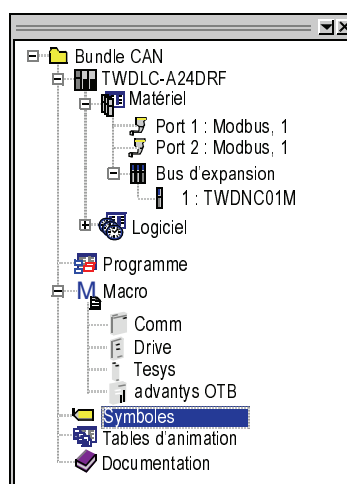 Bundle CAN
TWDLC-A24DRF
Matériel
Port 1 : Modbus, 1
Port 2 : Modbus, 1
Bus d'expansion
1 : TWDNC01M
Logiciel
Programme
M Macro
Comm
Drive
Tesys
advantys OTB
Symboles
Tables d'animation
Documentation